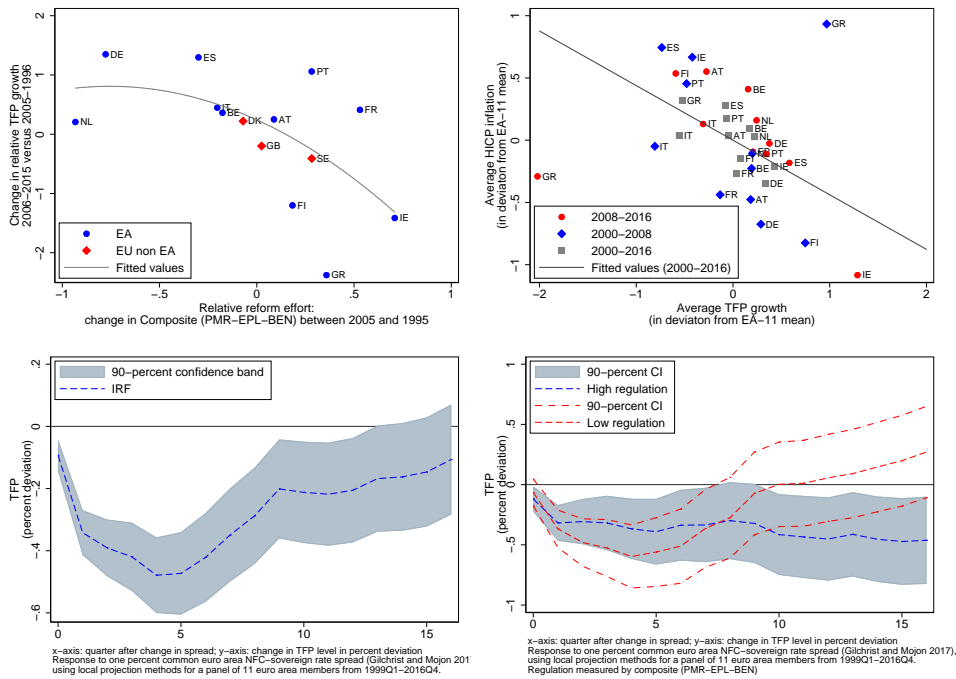 Change in relative TFP growth
2006−2015 versus 2005−1996
2
1
0
−1
−2
DE
ES
PT
FR
NL
IT
BE
DK
AT
GB
SE
FI
IE
GR
EA
EU non EA
Fitted values
−1
−.5
0
.5
1
Relative reform effort:
change in Composite (PMR−EPL−BEN) between 2005 and 1995
Average HICP inflation
(in deviaton from EA−11 mean)
1
.5
0
−.5
−1
GR
ES
IE
FI
AT
PT
BE
GR
ES
PT
NL
IT
BE
IT
AT
NL
DE
IT
PT
FY
ES
IE
BE
GR
FR
DE
FR
AT
DE
FI
IE
2008−2016
2000−2008
2000−2016
Fitted values (2000−2016)
−2
−1
0
1
2
Average TFP growth
(in deviaton from EA−11 mean)
TFP
(percent deviation)
.2
0
−.2
−.4
−.6
90−percent confidence band
IRF
0
5
10
15
x−axis: quarter after change in spread; y−axis: change in TFP level in percent deviation
Response to one percent common euro area NFC−sovereign rate spread (Gilchrist and Mojon 201
using local projection methods for a panel of 11 euro area members from 1999Q1−2016Q4.
TFP
(percent deviation)
1
.5
0
−.5
−1
90−percent CI
High regulation
90−percent CI
Low regulation
0
5
10
15
x−axis: quarter after change in spread; y−axis: change in TFP level in percent deviation
Response to one percent common euro area NFC−sovereign rate spread (Gilchrist and Mojon 2017),
using local projection methods for a panel of 11 euro area members from 1999Q1−2016Q4.
Regulation measured by composite (PMR−EPL−BEN)